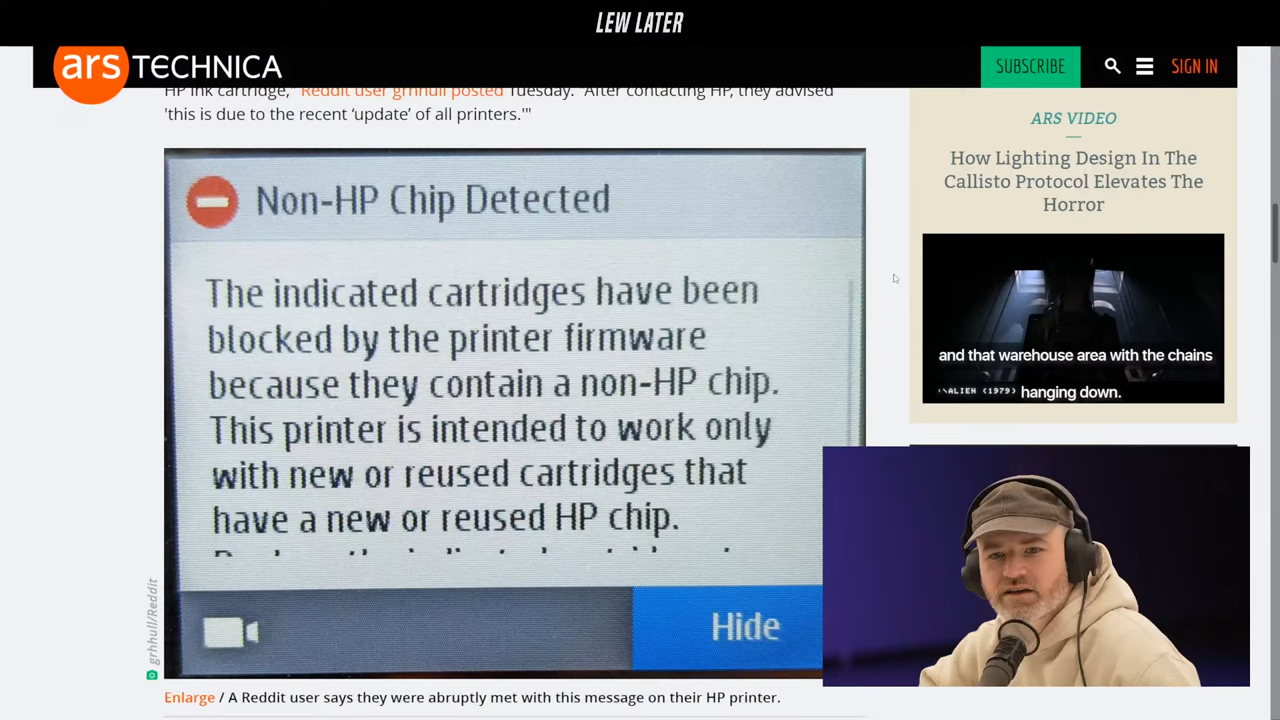 LEW LATER
ars TECHNICA
SUBSCRIBE
SIGN IN
HP ink cartridge," Reddit user grhhull posted Tuesday. "After contacting HP, they advised
'this is due to the recent ‘update’ of all printers.'"
Non-HP Chip Detected
The indicated cartridges have been
blocked by the printer firmware
because they contain a non-HP chip.
This printer is intended to work only
with new or reused cartridges that
have a new or reused HP chip.
Hide
grhhull/Reddit
Enlarge / A Reddit user says they were abruptly met with this message on their HP printer.
ARS VIDEO
How Lighting Design In The
Callisto Protocol Elevates The
Horror
and that warehouse area with the chains
ALIEN (1979) hanging down.